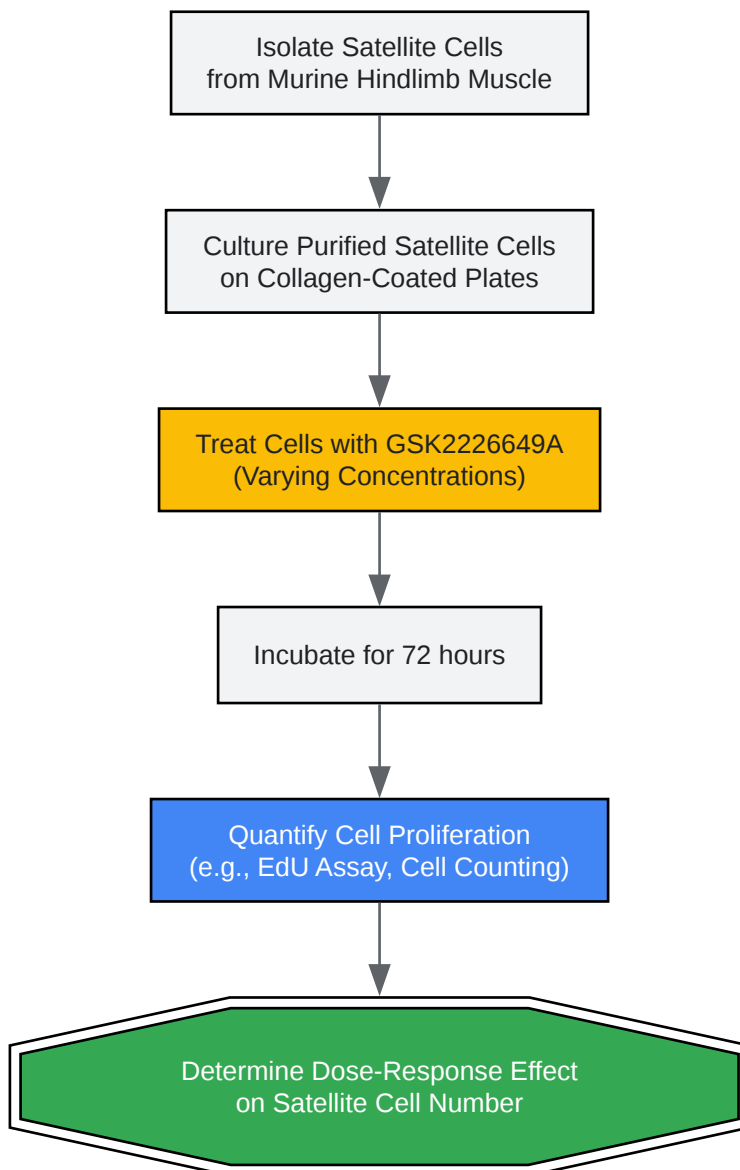 Isolate Satellite Cells
from Murine Hindlimb Muscle
Culture Purified Satellite Cells
on Collagen-Coated Plates
Treat Cells with GSK2226649A
(Varying Concentrations)
Incubate for 72 hours
Quantify Cell Proliferation
(e.g., EdU Assay, Cell Counting)
Determine Dose-Response Effect
on Satellite Cell Number